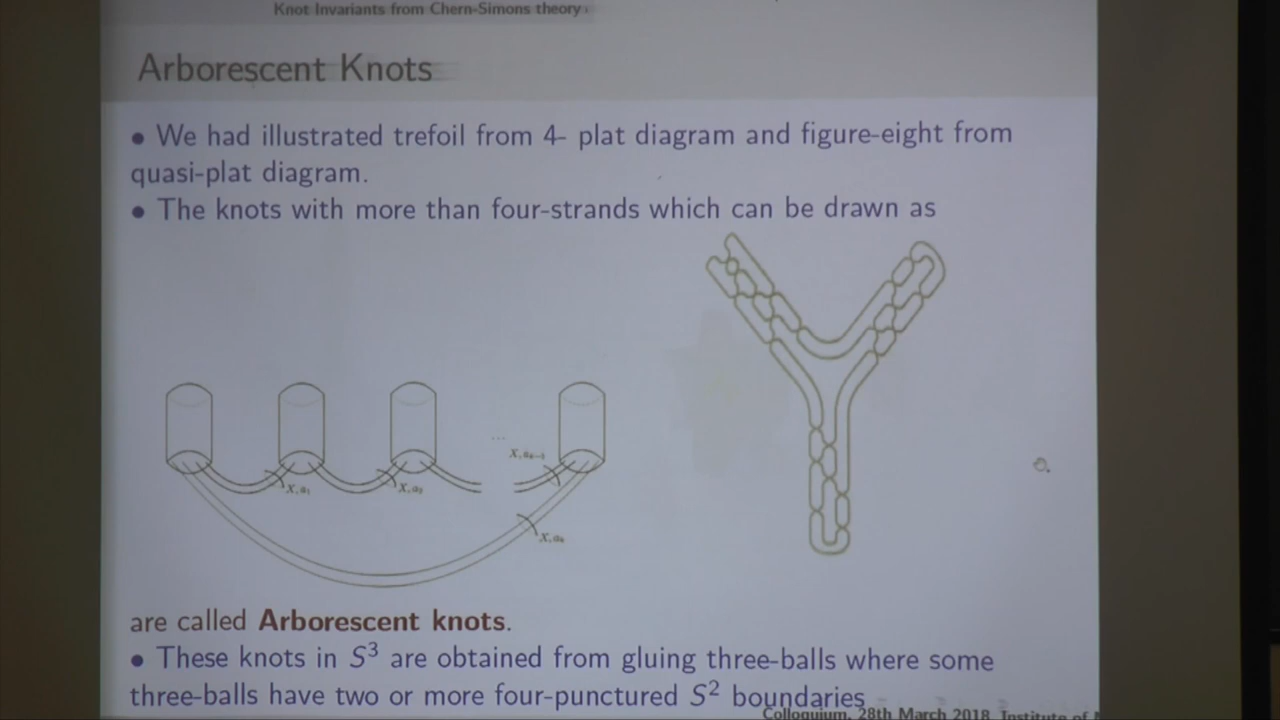 Knot Invariants from Chern-Simons theory
Arborescent Knots
• We had illustrated trefoil from 4- plat diagram and figure-eight from
quasi-plat diagram.
• The knots with more than four-strands which can be drawn as
...
X,a₁
X,a₂
are called Arborescent knots.
• These knots in S³ are obtained from gluing three-balls where some
three-balls have two or more four-punctured S² boundaries
Colloquium, 28th March 2018, Institute of